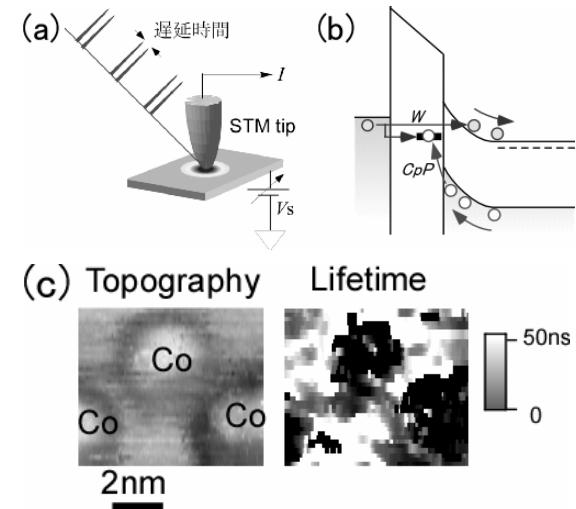 (a)
遅延時間
I
STM tip
Vs
(b)
W
CpP
(c) Topography Lifetime
Co
Co
Co
50ns
0
2nm